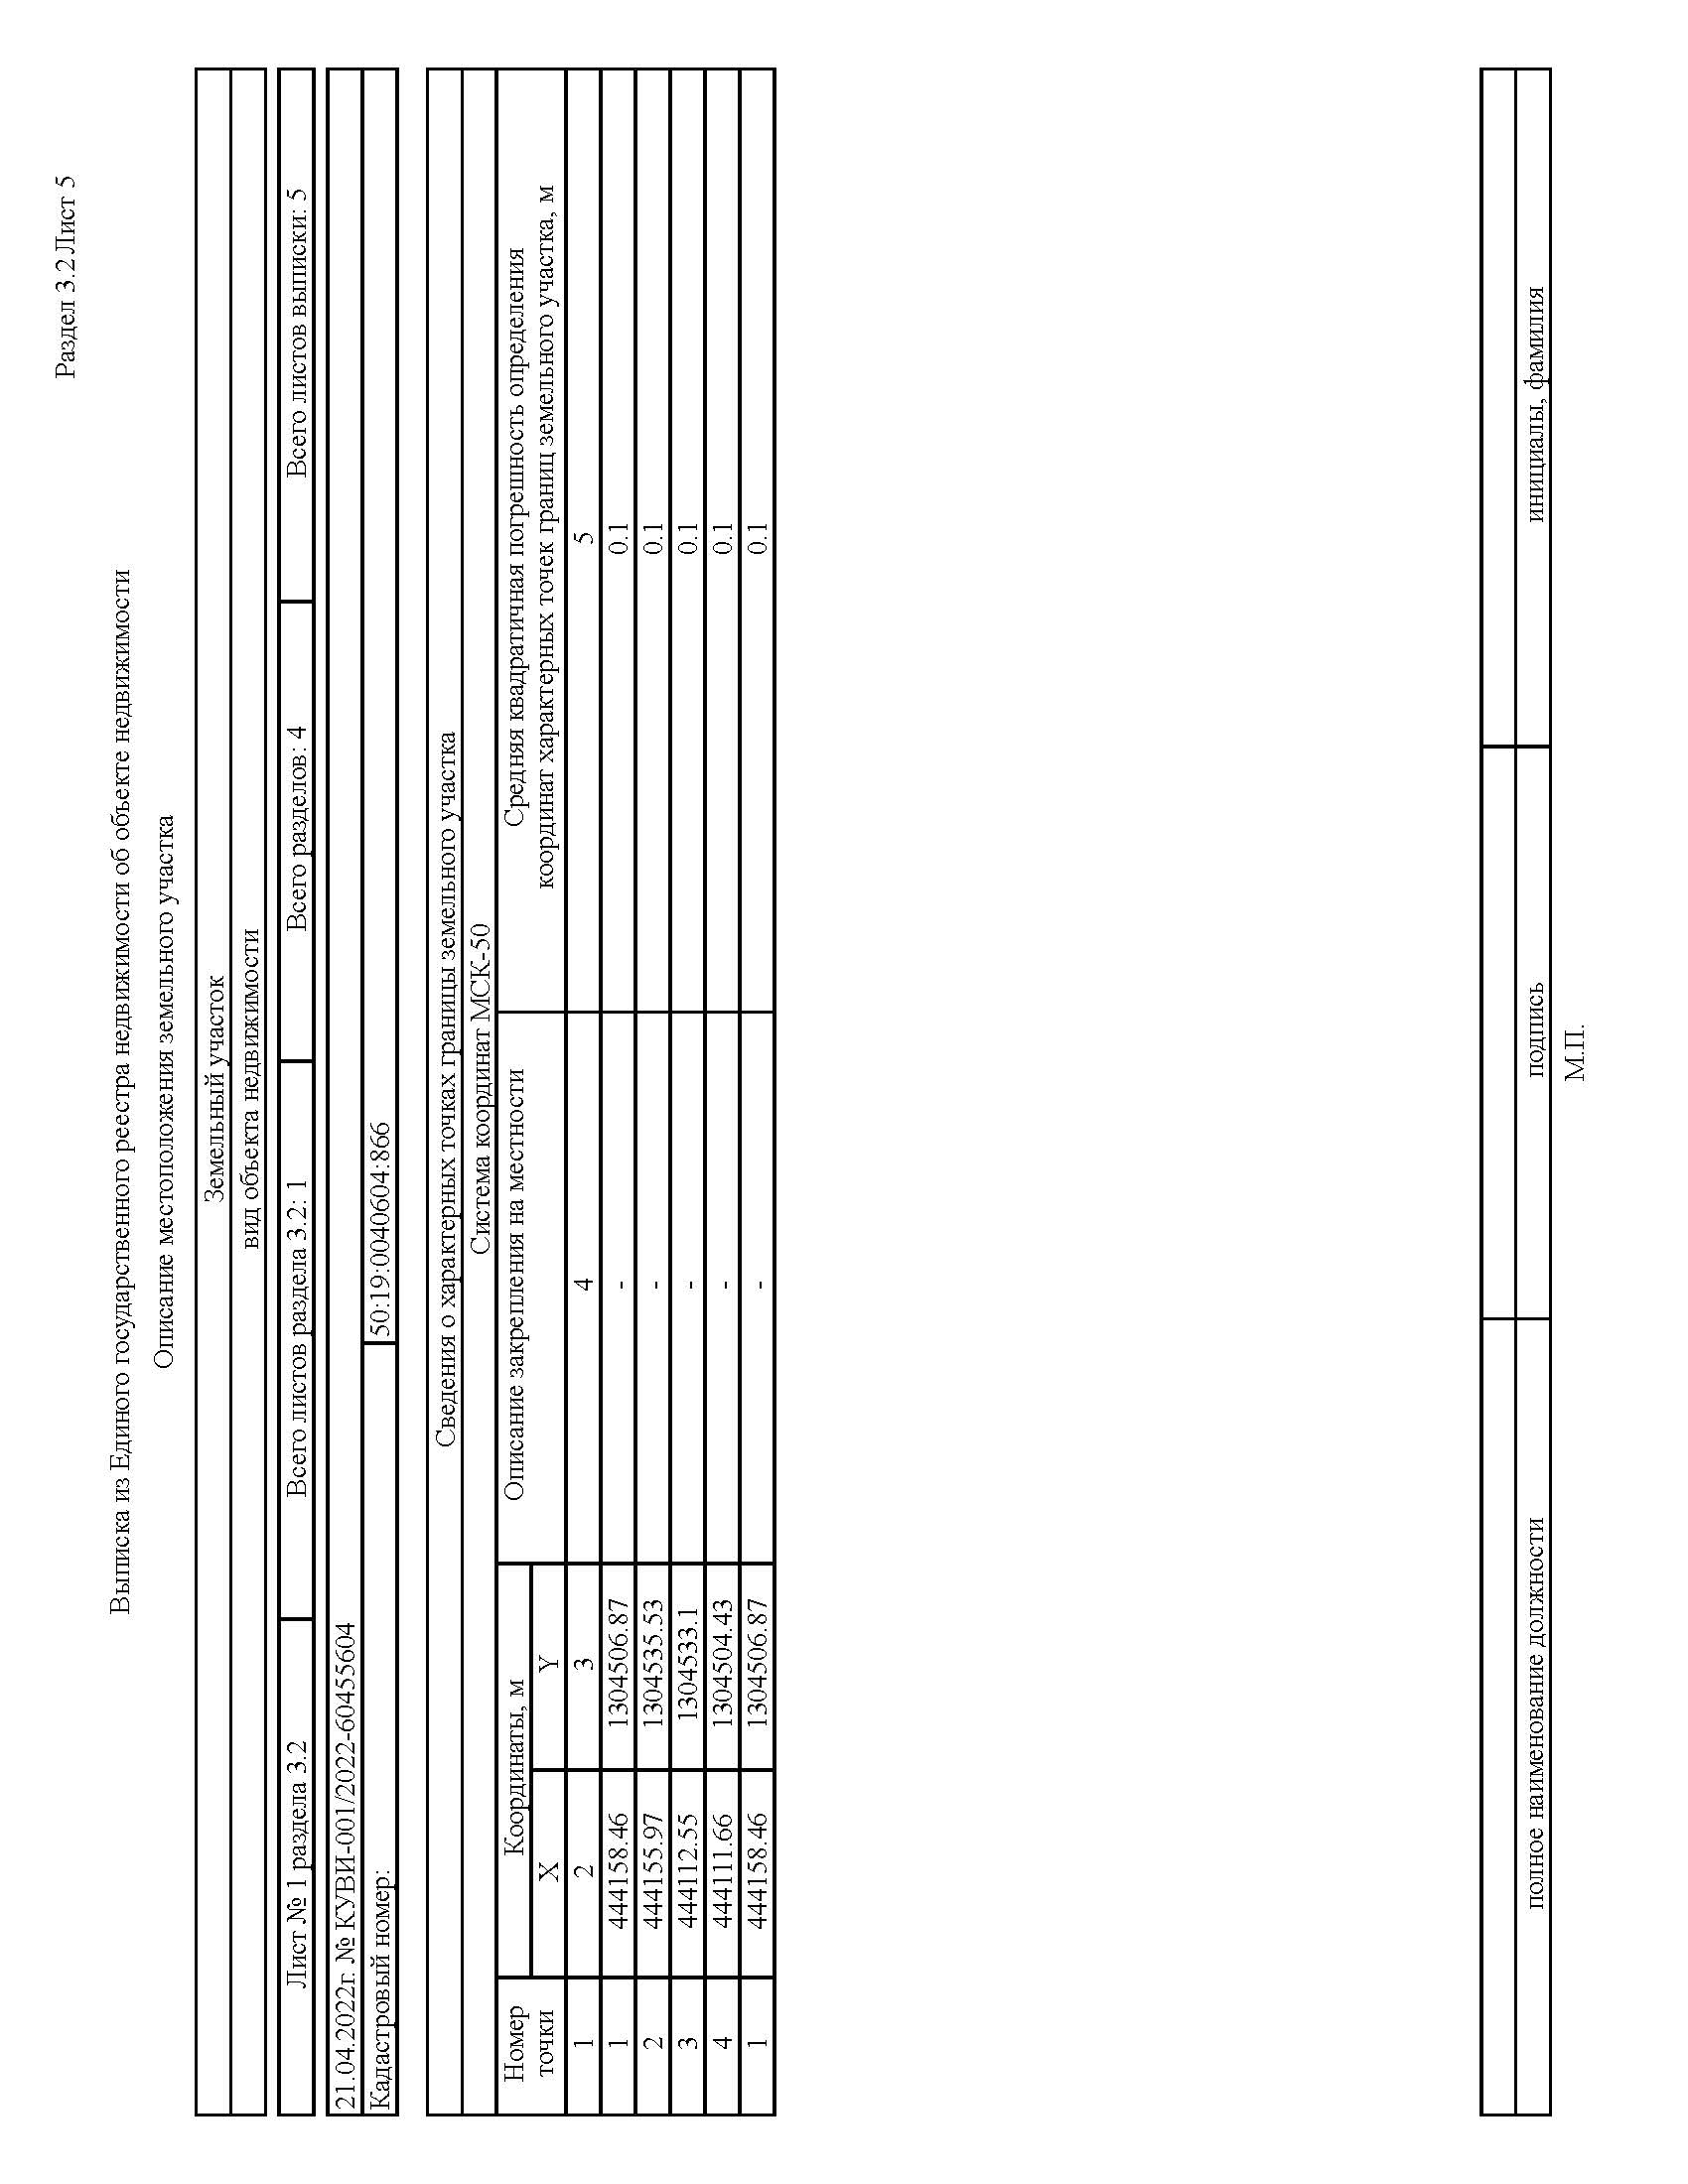 Раздел 3.2 Лист 5
Выписка из Единого государственного реестра недвижимости об объекте недвижимости
Описание местоположения земельного участка
Земельный участок
вид объекта недвижимости
Лист № 1 раздела 3.2 Всего листов раздела 3.2: 1 Всего разделов: 4 Всего листов выписки: 5
21.04.2022г. № КУВИ-001/2022-60455604
Кадастровый номер: 50:19:0040604:866
Сведения о характерных точках границы земельного участка
Система координат МСК-50
Номер точки
Координаты, м
X Y
Описание закрепления на местности
Средняя квадратичная погрешность определения
координат характерных точек границ земельного участка, м
1 2 3 4 5
1 444158.46 1304506.87 - 0.1
2 444155.97 1304535.53 - 0.1
3 444112.55 1304533.1 - 0.1
4 444111.66 1304504.43 - 0.1
1 444158.46 1304506.87 - 0.1
полное наименование должности подпись инициалы, фамилия
М.П.